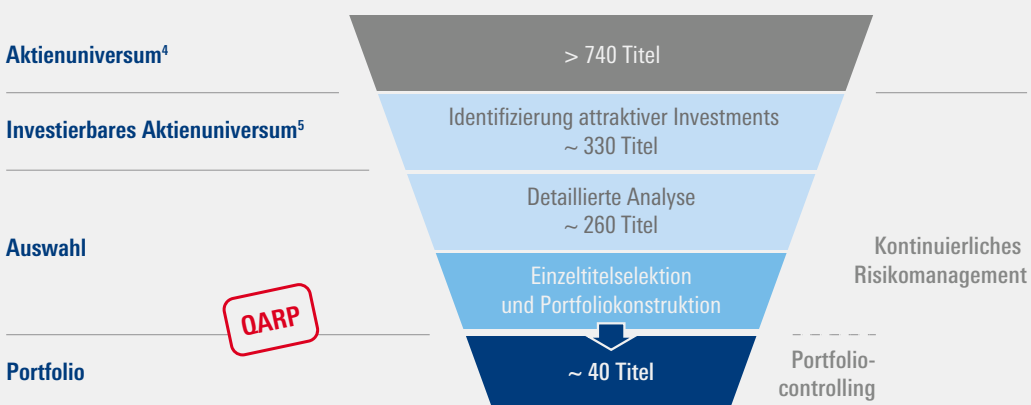 Aktienuniversum⁴
> 740 Titel
Investierbares Aktienuniversum⁵
Identifizierung attraktiver Investments
~ 330 Titel
Auswahl
Detaillierte Analyse
~ 260 Titel
Einzeltitelselektion
und Portfoliokonstruktion
Kontinuierliches
Risikomanagement
QARP
Portfolio
~ 40 Titel
Portfolio-
controlling